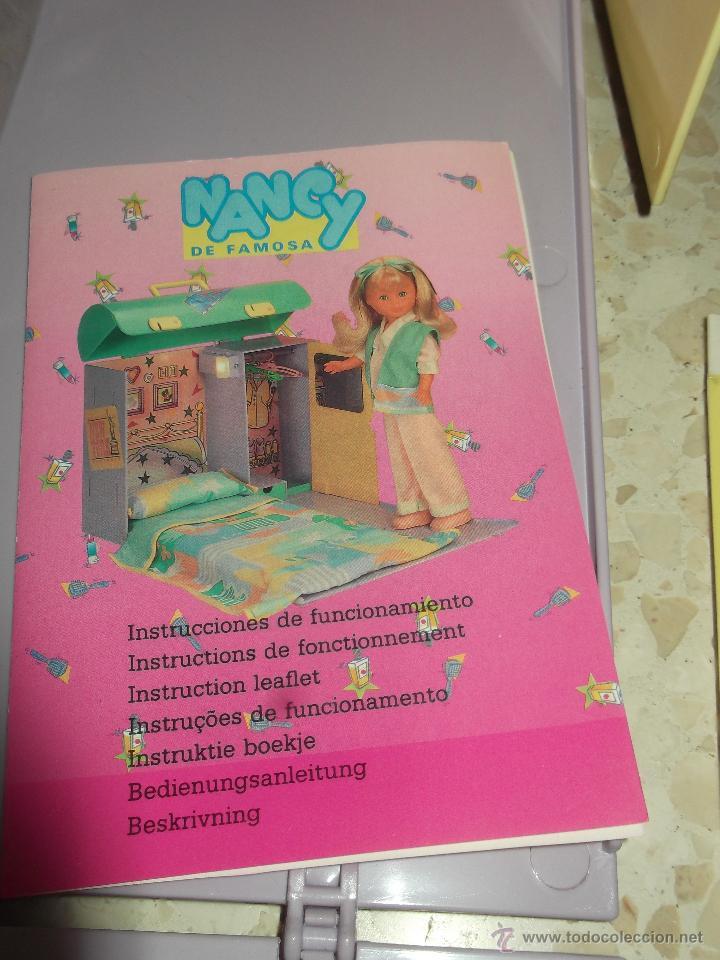 NANCY
DE FAMOSA
Instrucciones de funcionamiento
Instructions de fonctionnement
Instruction leaflet
Instruções de funcionamento
Instruktie boekje
Bedienungsanleitung
Beskrivning
www.todocoleccion.net